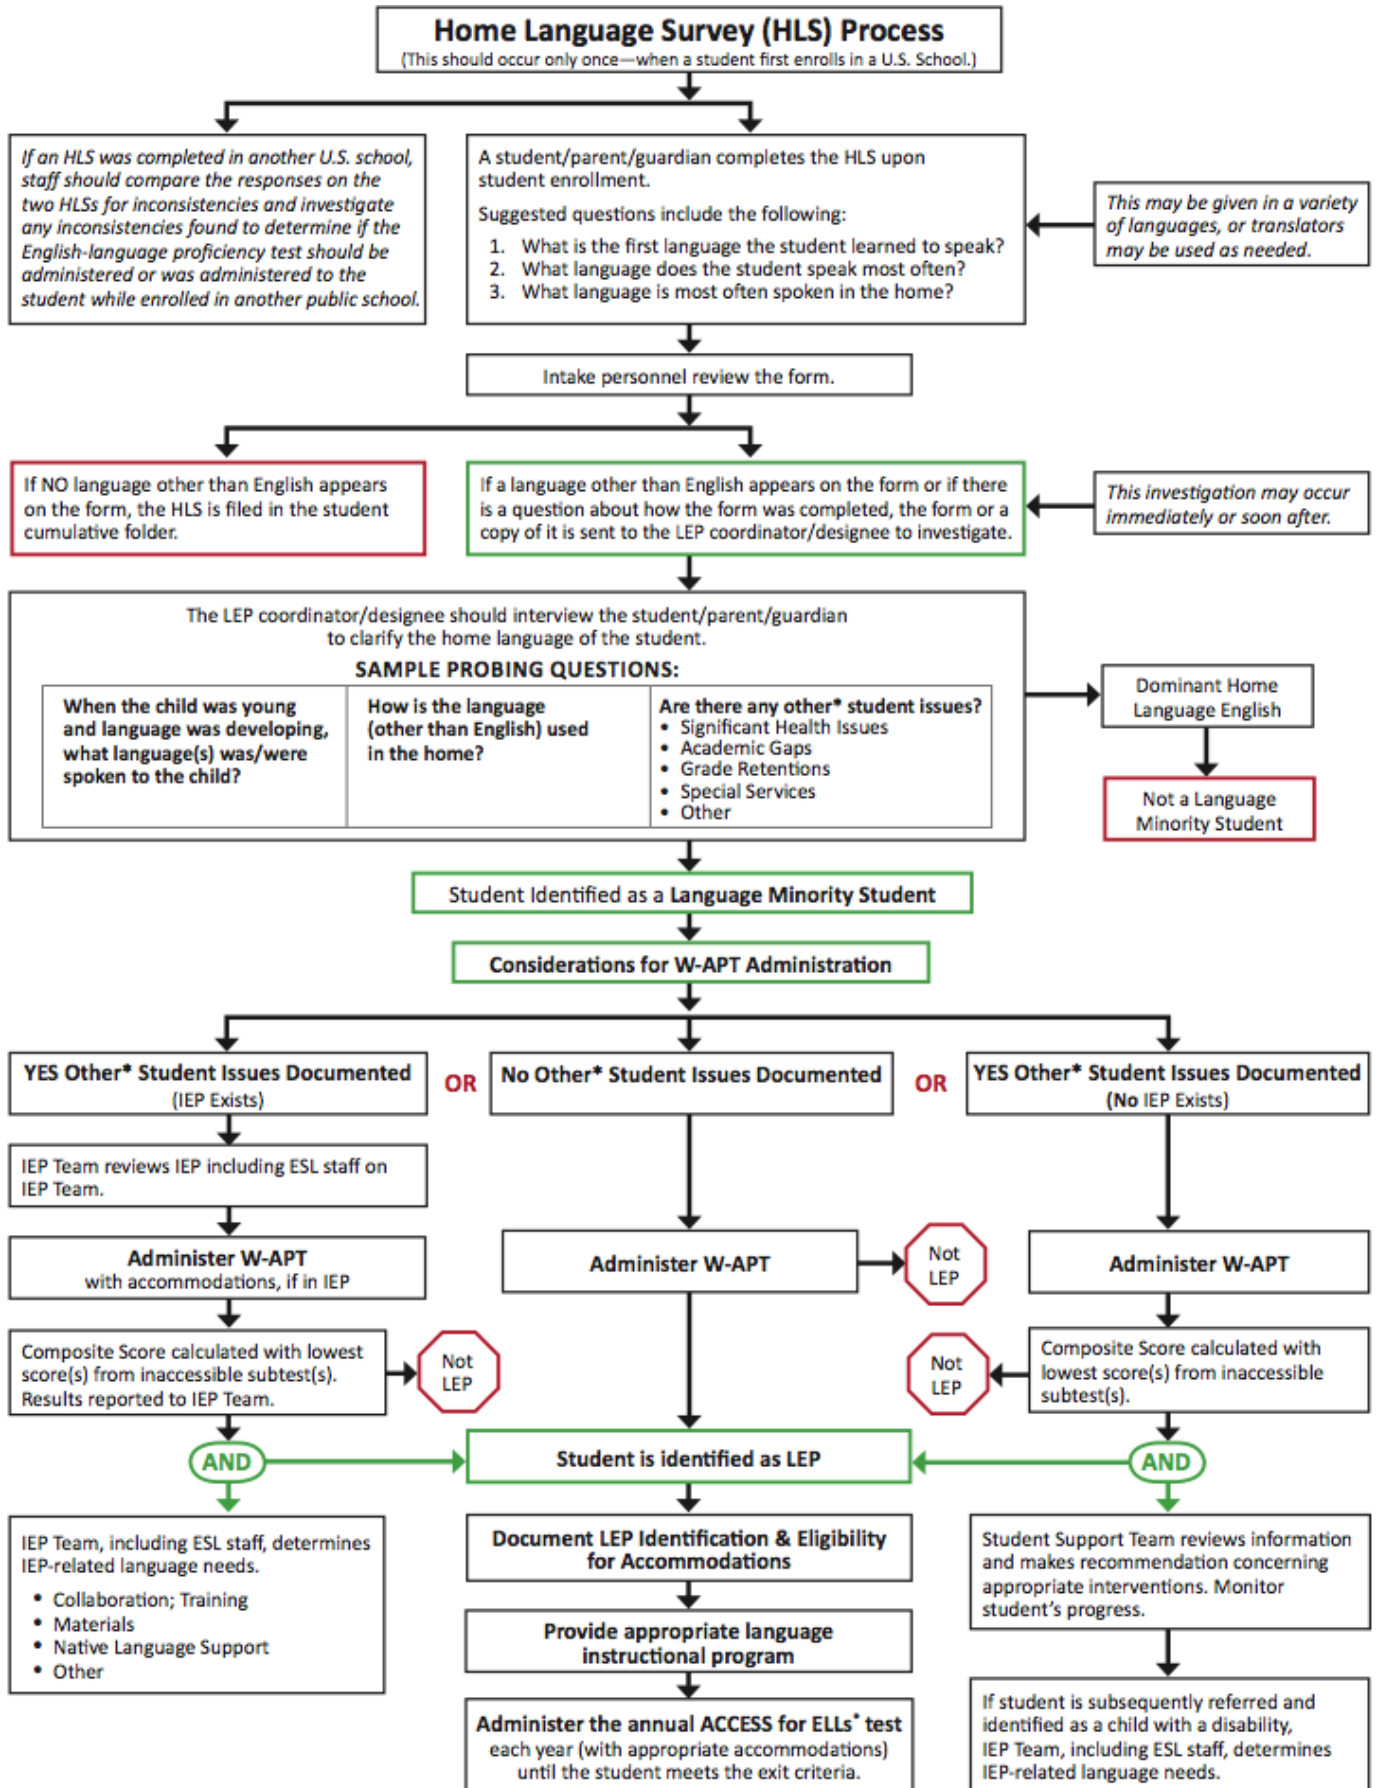 Home Language Survey (HLS) Process
(This should occur only once—when a student first enrolls in a U.S. School.)
If an HLS was completed in another U.S. school,
staff should compare the responses on the
two HLSs for inconsistencies and investigate
any inconsistencies found to determine if the
English-language proficiency test should be
administered or was administered to the
student while enrolled in another public school.
A student/parent/guardian completes the HLS upon
student enrollment.
Suggested questions include the following:
1. What is the first language the student learned to speak?
2. What language does the student speak most often?
3. What language is most often spoken in the home?
This may be given in a variety
of languages, or translators
may be used as needed.
Intake personnel review the form.
If NO language other than English appears
on the form, the HLS is filed in the student
cumulative folder.
If a language other than English appears on the form or if there
is a question about how the form was completed, the form or a
copy of it is sent to the LEP coordinator/designee to investigate.
This investigation may occur
immediately or soon after.
The LEP coordinator/designee should interview the student/parent/guardian
to clarify the home language of the student.
SAMPLE PROBING QUESTIONS:
When the child was young
and language was developing,
what language(s) was/were
spoken to the child?
How is the language
(other than English) used
in the home?
Are there any other* student issues?
• Significant Health Issues
• Academic Gaps
• Grade Retentions
• Special Services
• Other
Dominant Home
Language English
Not a Language
Minority Student
Student Identified as a Language Minority Student
Considerations for W-APT Administration
YES Other* Student Issues Documented
(IEP Exists)
OR
No Other* Student Issues Documented
OR
YES Other* Student Issues Documented
(No IEP Exists)
IEP Team reviews IEP including ESL staff on
IEP Team.
Administer W-APT
with accommodations, if in IEP
Administer W-APT
Not
LEP
Administer W-APT
Composite Score calculated with lowest
score(s) from inaccessible subtest(s).
Results reported to IEP Team.
Not
LEP
Not
LEP
Composite Score calculated with
lowest score(s) from inaccessible
subtest(s).
AND
Student is identified as LEP
AND
IEP Team, including ESL staff, determines
IEP-related language needs.
• Collaboration; Training
• Materials
• Native Language Support
• Other
Document LEP Identification & Eligibility
for Accommodations
Provide appropriate language
instructional program
Administer the annual ACCESS for ELLs* test
each year (with appropriate accommodations)
until the student meets the exit criteria.
Student Support Team reviews information
and makes recommendation concerning
appropriate interventions. Monitor
student's progress.
If student is subsequently referred and
identified as a child with a disability,
IEP Team, including ESL staff, determines
IEP-related language needs.